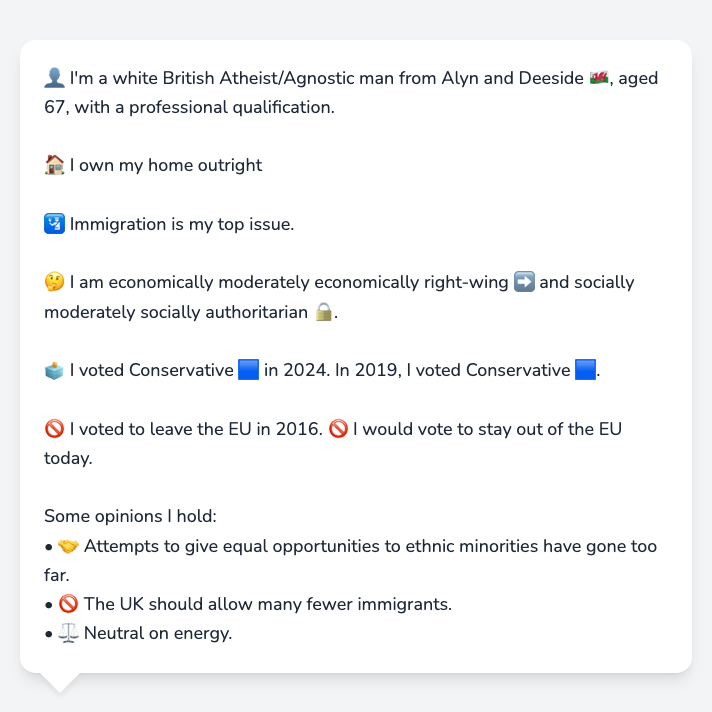 👤 I'm a white British Atheist/Agnostic man from Alyn and Deeside 🏴󠁧󠁢󠁷󠁬󠁳󠁿, aged
67, with a professional qualification.
🏠 I own my home outright
🛂 Immigration is my top issue.
🤔 I am economically moderately economically right-wing ➡️ and socially
moderately socially authoritarian 🔒.
🗳️ I voted Conservative 🟦 in 2024. In 2019, I voted Conservative 🟦.
🚫 I voted to leave the EU in 2016. 🚫 I would vote to stay out of the EU
today.
Some opinions I hold:
• 🤝 Attempts to give equal opportunities to ethnic minorities have gone too
far.
• 🚫 The UK should allow many fewer immigrants.
• ⚖️ Neutral on energy.